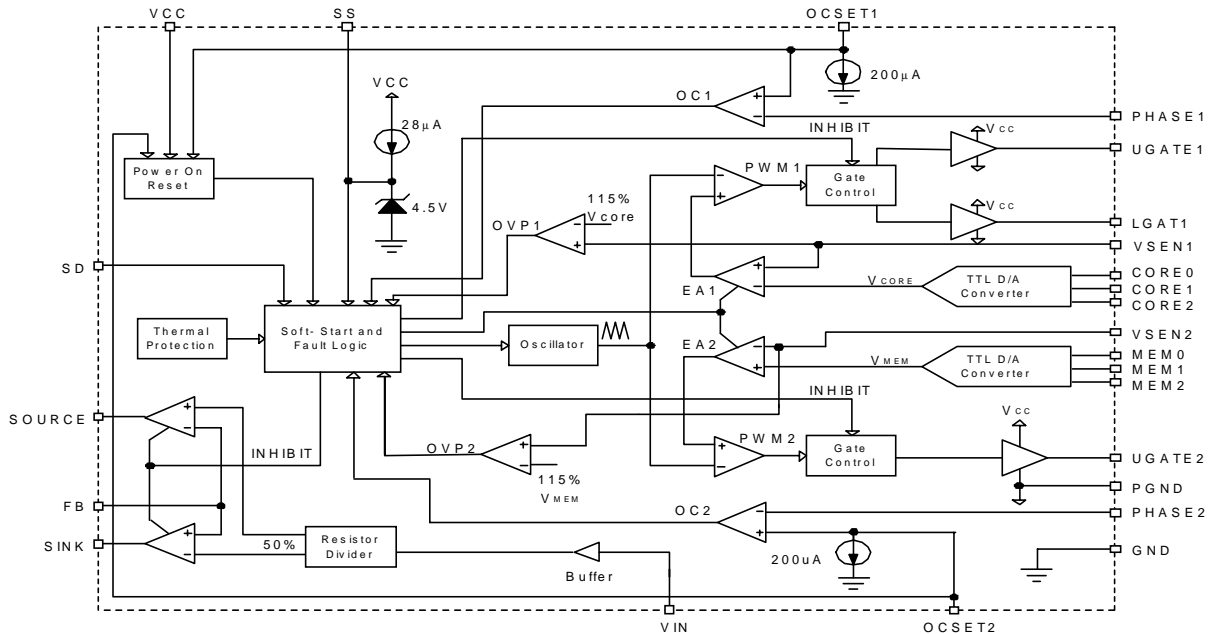 VCC
SS
OCSET1
VCC
200µA
OC1
28µA
PHASE1
INHIBIT
Vcc
UGATE1
Power On
Reset
PWM1
Gate
Control
115%
Vcore
4.5V
Vcc
OVP1
LGAT1
VSEN1
SD
EA1
VCORE
TTL D/A
Converter
CORE0
CORE1
CORE2
Thermal
Protection
Soft-Start and
Fault Logic
Oscillator
EA2
VSEN2
VMEM
TTL D/A
Converter
MEM0
MEM1
MEM2
INHIBIT
SOURCE
Vcc
INHIBIT
OVP2
PWM2
Gate
Control
UGATE2
115%
VMEM
PGND
FB
OC2
PHASE2
SINK
50%
Resistor
Divider
200uA
GND
Buffer
VIN
OCSET2